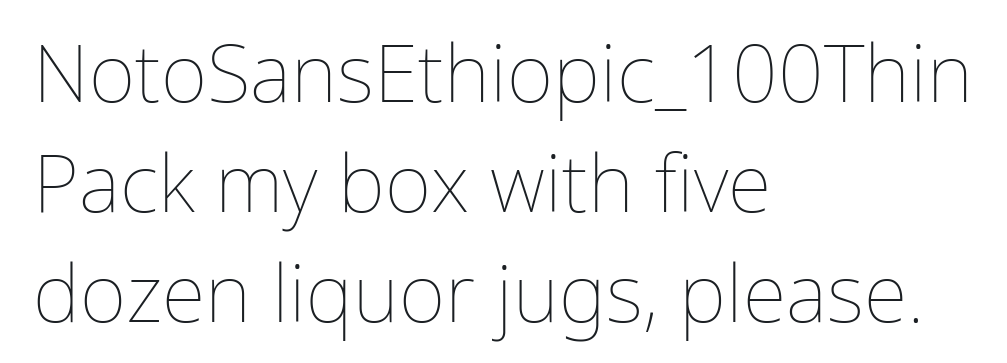 NotoSansEthiopic_100Thin
Pack my box with five
dozen liquor jugs, please.